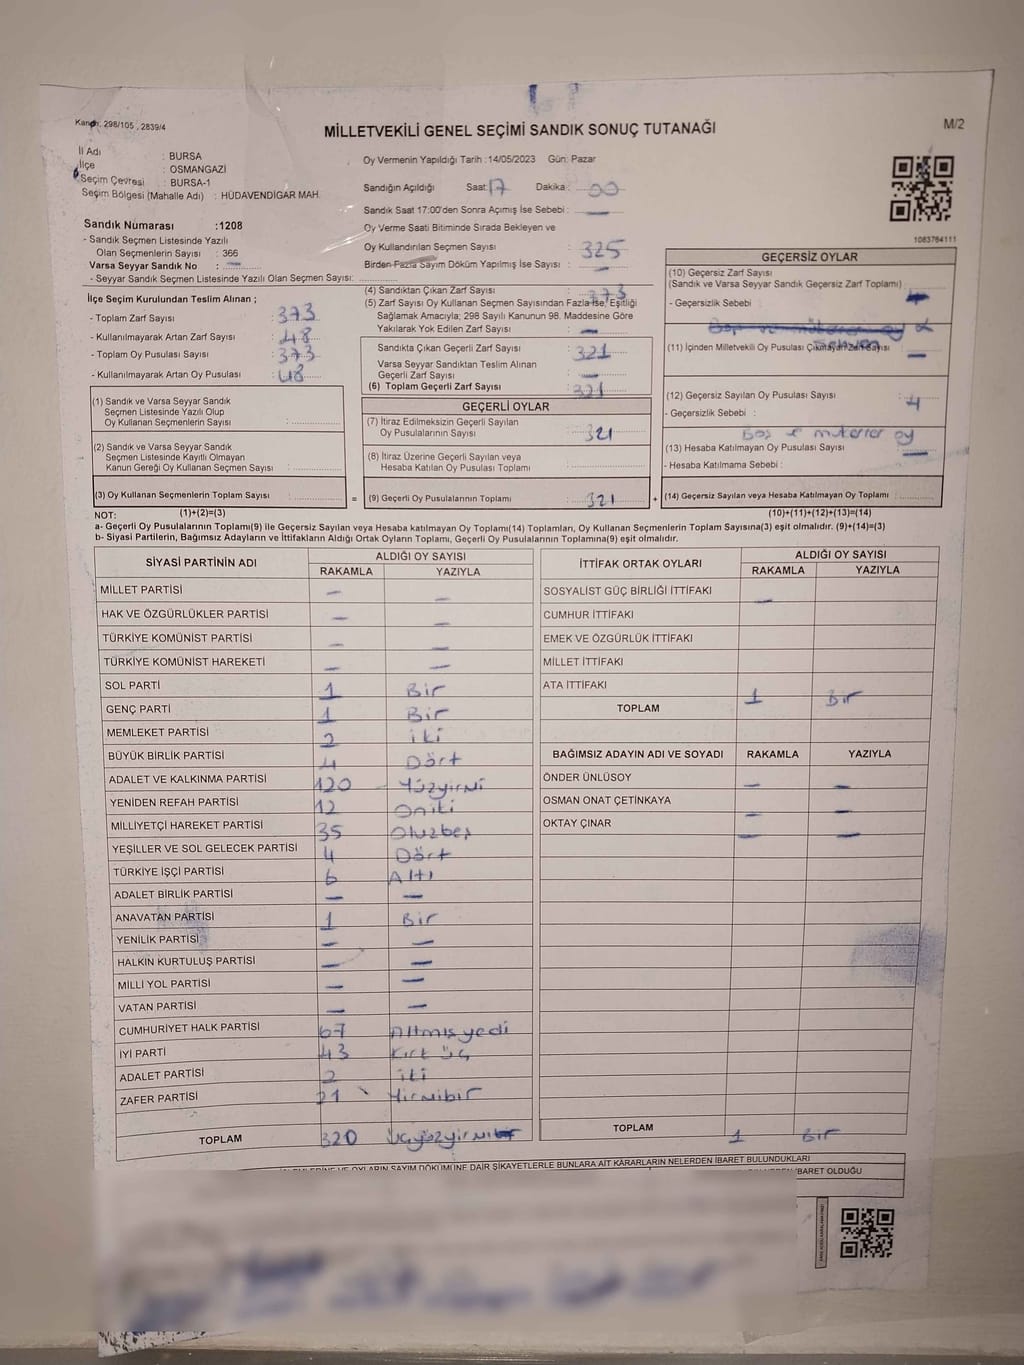 Kanun, 298/105 , 2839/4
MİLLETVEKİLİ GENEL SEÇİMİ SANDIK SONUÇ TUTANAĞI
M/2
İl Adı : BURSA
İlçe : OSMANGAZİ
Seçim Çevresi : BURSA-1
Seçim Bölgesi (Mahalle Adı) : HÜDAVENDİGAR MAH.
Oy Vermenin Yapıldığı Tarih :14/05/2023 Gün: Pazar
Sandığın Açıldığı Saat: 17 Dakika : 00
Sandık Saat 17:00'den Sonra Açımış İse Sebebi : —
Oy Verme Saati Bitiminde Sırada Bekleyen ve
Oy Kullandırılan Seçmen Sayısı : 325
Birden Fazla Sayım Döküm Yapılmış İse Sayısı : —
1083764111
Sandık Numarası :1208
- Sandık Seçmen Listesinde Yazılı
Olan Seçmenlerin Sayısı : 366
Varsa Seyyar Sandık No : —
- Seyyar Sandık Seçmen Listesinde Yazılı Olan Seçmen Sayısı:
İlçe Seçim Kurulundan Teslim Alınan ;
- Toplam Zarf Sayısı : 373
- Kullanılmayarak Artan Zarf Sayısı : 48
- Toplam Oy Pusulası Sayısı : 373
- Kullanılmayarak Artan Oy Pusulası : 48
(4) Sandıktan Çıkan Zarf Sayısı : 373
(5) Zarf Sayısı Oy Kullanan Seçmen Sayısından Fazla İse, Eşitliği
Sağlamak Amacıyla; 298 Sayılı Kanunun 98. Maddesine Göre
Yakılarak Yok Edilen Zarf Sayısı : —
Sandıkta Çıkan Geçerli Zarf Sayısı : 321
Varsa Seyyar Sandıktan Teslim Alınan
Geçerli Zarf Sayısı : —
(6) Toplam Geçerli Zarf Sayısı : 321
GEÇERSİZ OYLAR
(10) Geçersiz Zarf Sayısı
(Sandık ve Varsa Seyyar Sandık Geçersiz Zarf Toplamı) :
- Geçersizlik Sebebi :
Boş ve mükerrer oy
(11) İçinden Milletvekili Oy Pusulası Çıkmayan Zarf Sayısı —
(12) Geçersiz Sayılan Oy Pusulası Sayısı : 4
- Geçersizlik Sebebi :
Boş ve mükerrer oy
(13) Hesaba Katılmayan Oy Pusulası Sayısı : —
- Hesaba Katılmama Sebebi :
(14) Geçersiz Sayılan veya Hesaba Katılmayan Oy Toplamı :
(10)+(11)+(12)+(13)=(14)
(1) Sandık ve Varsa Seyyar Sandık
Seçmen Listesinde Yazılı Olup
Oy Kullanan Seçmenlerin Sayısı :
(2) Sandık ve Varsa Seyyar Sandık
Seçmen Listesinde Kayıtlı Olmayan
Kanun Gereği Oy Kullanan Seçmen Sayısı :
(3) Oy Kullanan Seçmenlerin Toplam Sayısı :
=
GEÇERLİ OYLAR
(7) İtiraz Edilmeksizin Geçerli Sayılan
Oy Pusulalarının Sayısı : 321
(8) İtiraz Üzerine Geçerli Sayılan veya
Hesaba Katılan Oy Pusulası Toplamı :
(9) Geçerli Oy Pusulalarının Toplamı : 321
+
NOT: (1)+(2)=(3)
a- Geçerli Oy Pusulalarının Toplamı(9) ile Geçersiz Sayılan veya Hesaba katılmayan Oy Toplamı(14) Toplamları, Oy Kullanan Seçmenlerin Toplam Sayısına(3) eşit olmalıdır. (9)+(14)=(3)
b- Siyasi Partilerin, Bağımsız Adayların ve İttifakların Aldığı Ortak Oyların Toplamı, Geçerli Oy Pusulalarının Toplamına(9) eşit olmalıdır.
SİYASİ PARTİNİN ADI ALDIĞI OY SAYISI
RAKAMLA YAZIYLA
MİLLET PARTİSİ — —
HAK VE ÖZGÜRLÜKLER PARTİSİ — —
TÜRKİYE KOMÜNİST PARTİSİ — —
TÜRKİYE KOMÜNİST HAREKETİ — —
SOL PARTİ 1 Bir
GENÇ PARTİ 1 Bir
MEMLEKET PARTİSİ 2 iki
BÜYÜK BİRLİK PARTİSİ 4 Dört
ADALET VE KALKINMA PARTİSİ 120 Yüzyirmi
YENİDEN REFAH PARTİSİ 12 Oniki
MİLLİYETÇİ HAREKET PARTİSİ 35 Otuzbeş
YEŞİLLER VE SOL GELECEK PARTİSİ 4 Dört
TÜRKİYE İŞÇİ PARTİSİ 6 Altı
ADALET BİRLİK PARTİSİ — —
ANAVATAN PARTİSİ 1 Bir
YENİLİK PARTİSİ — —
HALKIN KURTULUŞ PARTİSİ — —
MİLLİ YOL PARTİSİ — —
VATAN PARTİSİ — —
CUMHURİYET HALK PARTİSİ 67 Altmışyedi
İYİ PARTİ 43 Kırk üç
ADALET PARTİSİ 2 iki
ZAFER PARTİSİ 21 Yirmibir
TOPLAM 320 Üçyüzyirmi
İTTİFAK ORTAK OYLARI ALDIĞI OY SAYISI
RAKAMLA YAZIYLA
SOSYALİST GÜÇ BİRLİĞİ İTTİFAKI —
CUMHUR İTTİFAKI
EMEK VE ÖZGÜRLÜK İTTİFAKI
MİLLET İTTİFAKI
ATA İTTİFAKI
TOPLAM 1 Bir
BAĞIMSIZ ADAYIN ADI VE SOYADI RAKAMLA YAZIYLA
ÖNDER ÜNLÜSOY — —
OSMAN ONAT ÇETİNKAYA — —
OKTAY ÇINAR — —
TOPLAM 1 Bir
OYLARIN SAYIM DÖKÜMÜNE DAİR ŞİKAYETLERLE BUNLARA AİT KARARLARIN NELERDEN İBARET BULUNDUKLARI
İBARET OLDUĞU